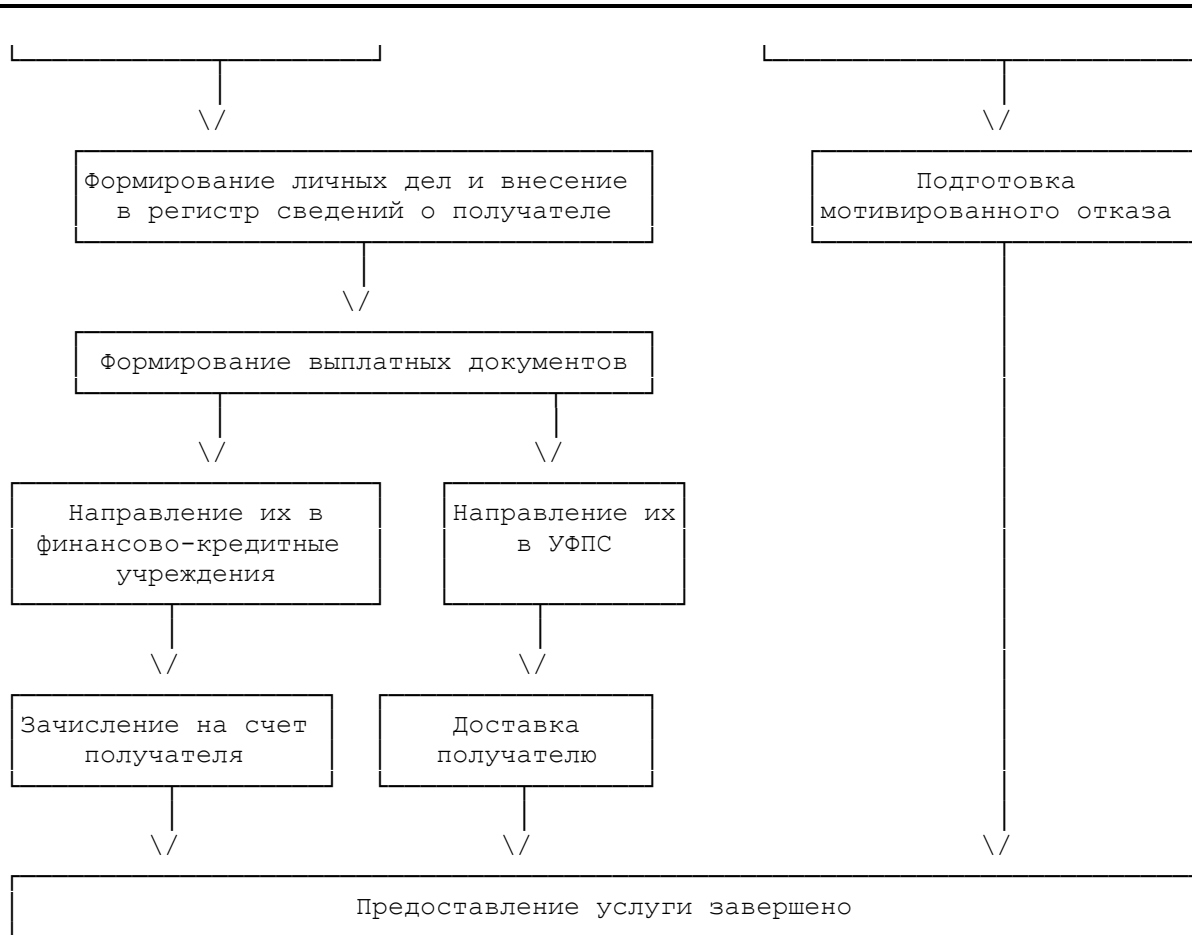 Формирование личных дел и внесение
в регистр сведений о получателе
Подготовка
мотивированного отказа
Формирование выплатных документов
Направление их в
финансово-кредитные
учреждения
Направление их
в УФПС
Зачисление на счет
получателя
Доставка
получателю
Предоставление услуги завершено